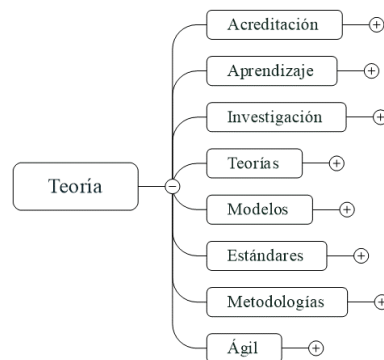 Teoría
Acreditación
Aprendizaje
Investigación
Teorías
Modelos
Estándares
Metodologías
Ágil